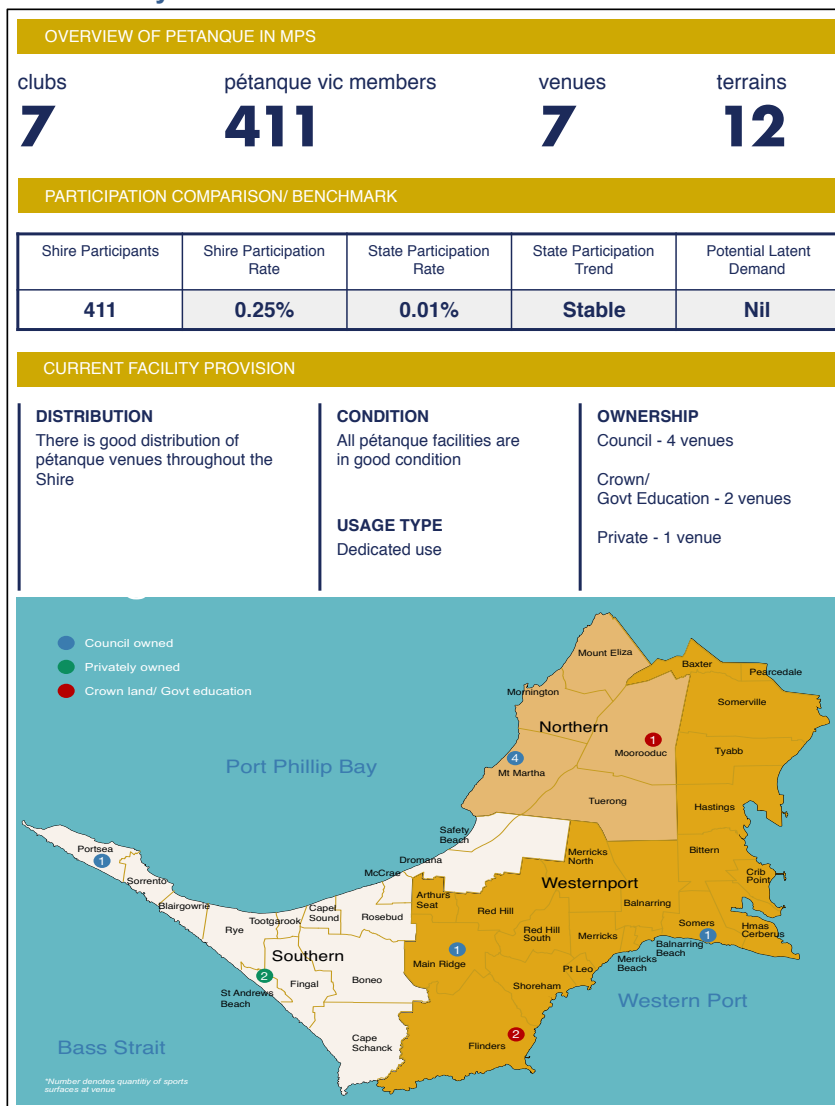 OVERVIEW OF PETANQUE IN MPS
clubs
7
pétanque vic members
411
venues
7
terrains
12
PARTICIPATION COMPARISON/ BENCHMARK
Shire Participants
Shire Participation
Rate
State Participation
Rate
State Participation
Trend
Potential Latent
Demand
411
0.25%
0.01%
Stable
Nil
CURRENT FACILITY PROVISION
DISTRIBUTION
There is good distribution of
pétanque venues throughout the
Shire
CONDITION
All pétanque facilities are
in good condition
USAGE TYPE
Dedicated use
OWNERSHIP
Council - 4 venues
Crown/
Govt Education - 2 venues
Private - 1 venue
Council owned
Privately owned
Crown land/ Govt education
Mount Eliza
Baxter
Pearcedale
Mornington
Somerville
Northern
1
Moorooduc
Tyabb
4
Mt Martha
Port Phillip Bay
Tuerong
Hastings
Safety
Beach
Portsea
1
Dromana
Merricks
North
Bittern
McCrae
Sorrento
Crib
Point
Westernport
Arthurs
Seat
Blairgowrie
Capel
Sound
Rosebud
Red Hill
Balnarring
Tootgarook
Rye
Red Hill
South
Merricks
Somers
1
Hmas
Cerberus
Balnarring
Beach
Southern
1
Main Ridge
Merricks
Beach
Pt Leo
2
Fingal
Boneo
Shoreham
St Andrews
Beach
Western Port
Cape
Schanck
2
Flinders
Bass Strait
*Number denotes quantitiy of sports
surfaces at venue